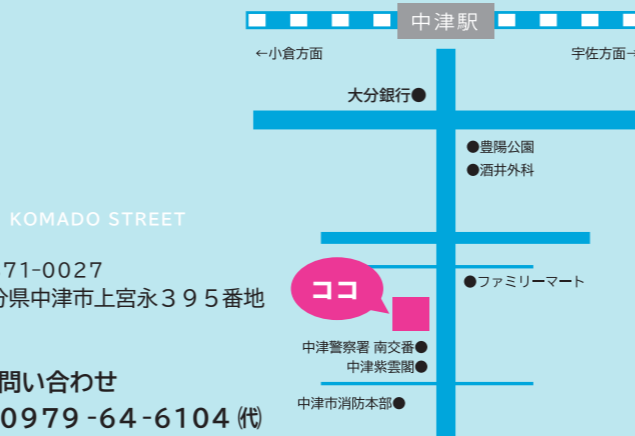 中津駅
←小倉方面
宇佐方面→
大分銀行●
●豊陽公園
●酒井外科
KOMADO STREET
71-0027
分県中津市上宮永３９５番地
ココ
●ファミリーマート
中津警察署 南交番●
中津紫雲閣●
問い合わせ
0979-64-6104㈹
中津市消防本部●